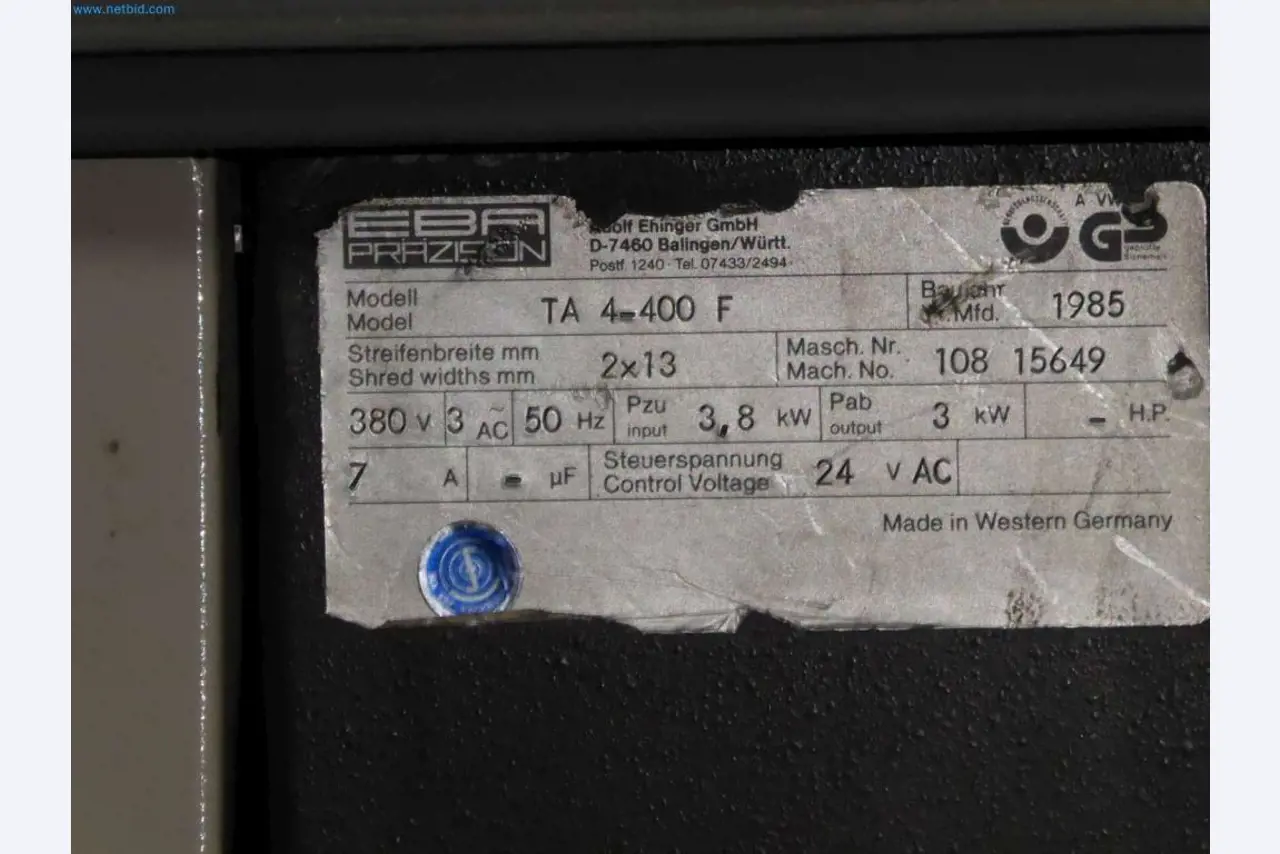 www.netbid.com
EBA
PRÄZISION
Adolf Ehinger GmbH
D-7460 Balingen/Württ.
Postf. 1240 · Tel. 07433/2494
GS
geprüfte
Sicherheit
Modell
Model
TA 4-400 F
Baujahr
Mfd.
1985
Streifenbreite mm
Shred widths mm
2x13
Masch. Nr.
Mach. No.
108 15649
380 V
3 ~ AC
50 Hz
Pzu
input
3,8 kW
Pab
output
3 kW
- H.P.
7 A
- µF
Steuerspannung
Control Voltage
24 V AC
Made in Western Germany